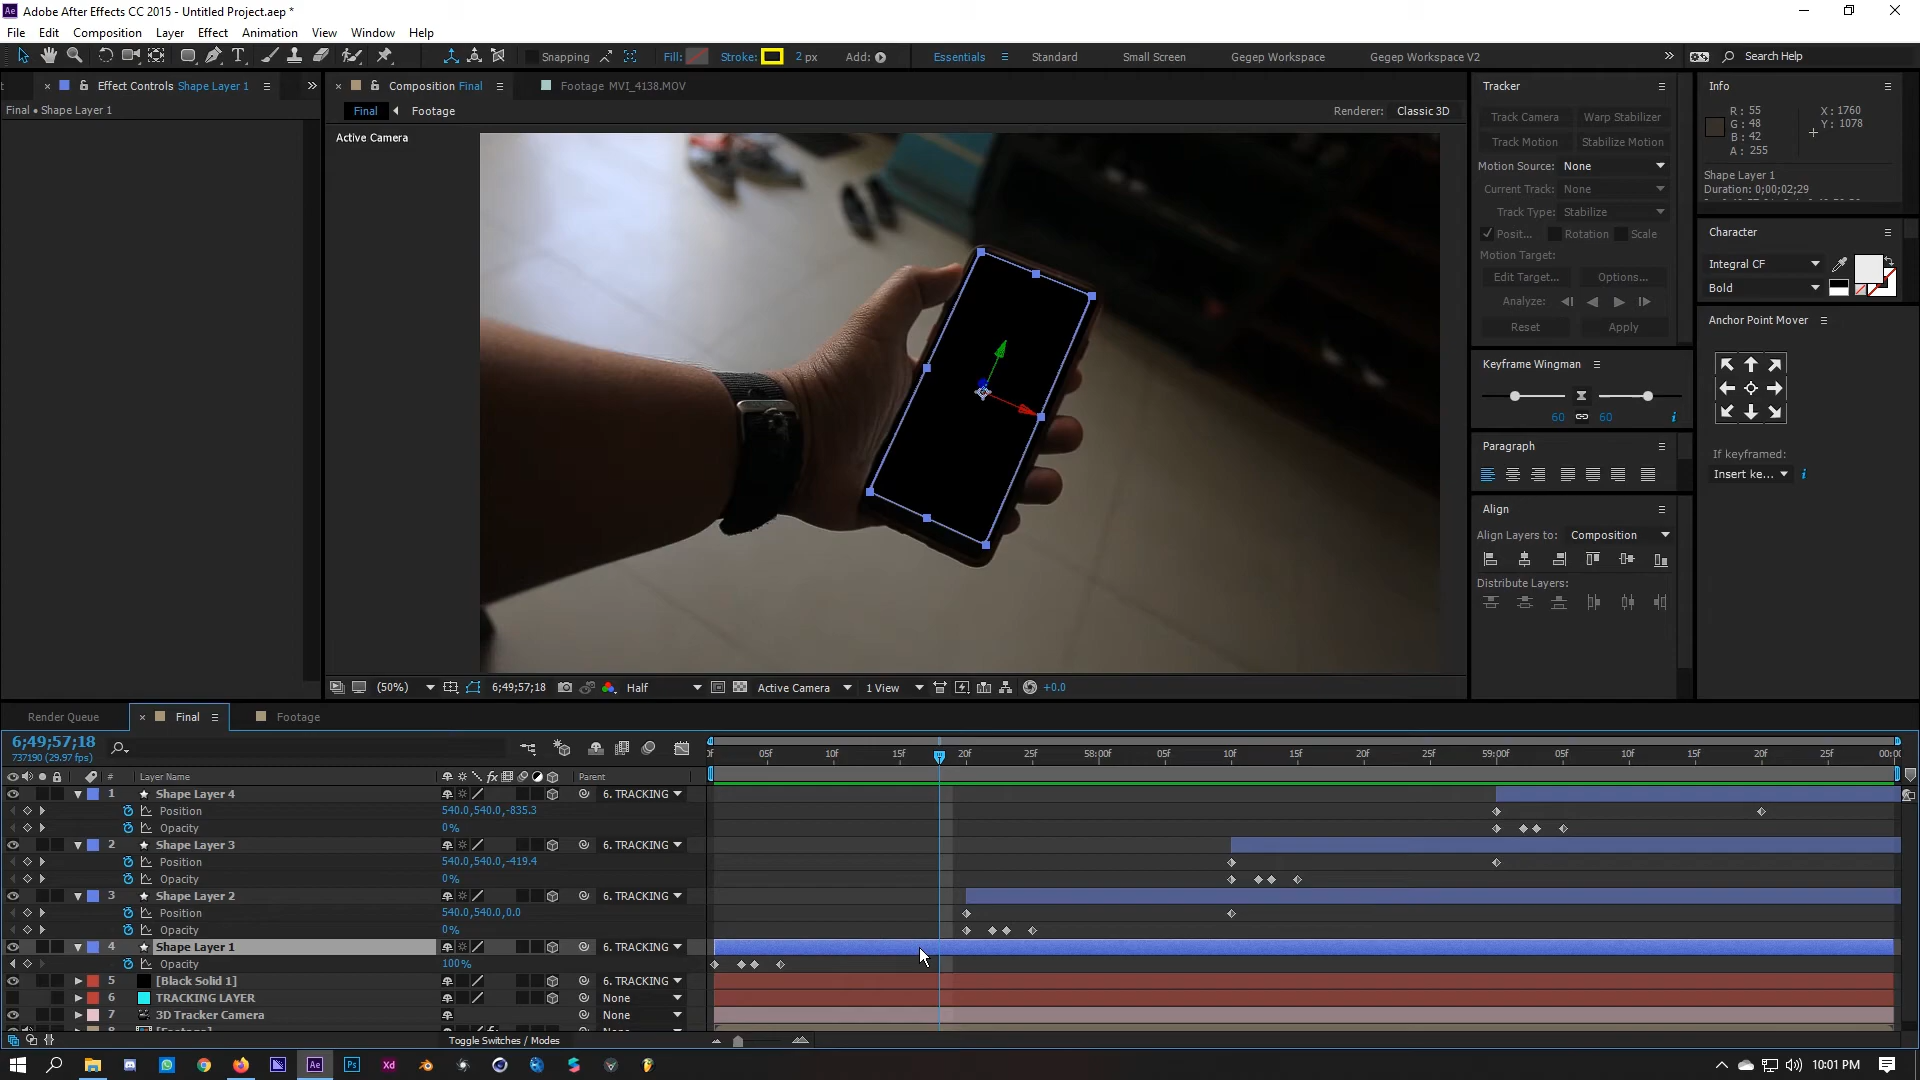 Adobe After Effects CC 2015 - Untitled Project.aep *
File Edit Composition Layer Effect Animation View Window Help
Snapping Fill: Stroke: 2 px Add: Essentials Standard Small Screen Gegep Workspace Gegep Workspace V2 Search Help
Effect Controls Shape Layer 1
Final • Shape Layer 1
Composition Final Footage MVI_4138.MOV
Final Footage
Renderer: Classic 3D
Active Camera
(50%) 6;49;57;18 Half Active Camera 1 View +0.0
Tracker
Track Camera Warp Stabilizer
Track Motion Stabilize Motion
Motion Source: None
Current Track: None
Track Type: Stabilize
Posit... Rotation Scale
Motion Target:
Edit Target... Options...
Analyze:
Reset Apply
Keyframe Wingman
60 60
Paragraph
Align
Align Layers to: Composition
Distribute Layers:
Info
R: 55 X: 1760
G: 48 Y: 1078
B: 42
A: 255
Shape Layer 1
Duration: 0;00;02;29
Character
Integral CF
Bold
Anchor Point Mover
If keyframed:
Insert ke...
Render Queue Final Footage
6;49;57;18
737190 (29.97 fps)
05f 10f 15f 20f 25f 58:00f 05f 10f 15f 20f 25f 59:00f 05f 10f 15f 20f 25f
# Layer Name Parent
1 Shape Layer 4 6. TRACKING
Position 540.0,540.0,-835.3
Opacity 0%
2 Shape Layer 3 6. TRACKING
Position 540.0,540.0,-419.4
Opacity 0%
3 Shape Layer 2 6. TRACKING
Position 540.0,540.0,0.0
Opacity 0%
4 Shape Layer 1 6. TRACKING
Opacity 100%
5 [Black Solid 1] 6. TRACKING
6 TRACKING LAYER None
7 3D Tracker Camera None
Toggle Switches / Modes
Ae Ps Xd 10:01 PM